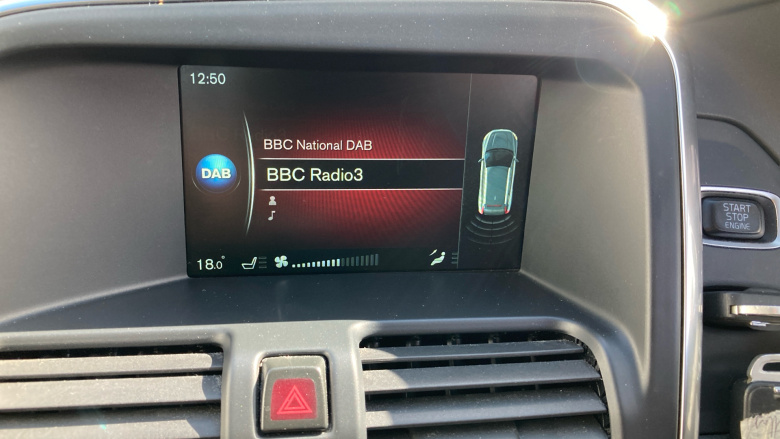 12:50
BBC National DAB
DAB
BBC Radio3
18.0°
START
STOP
ENGINE